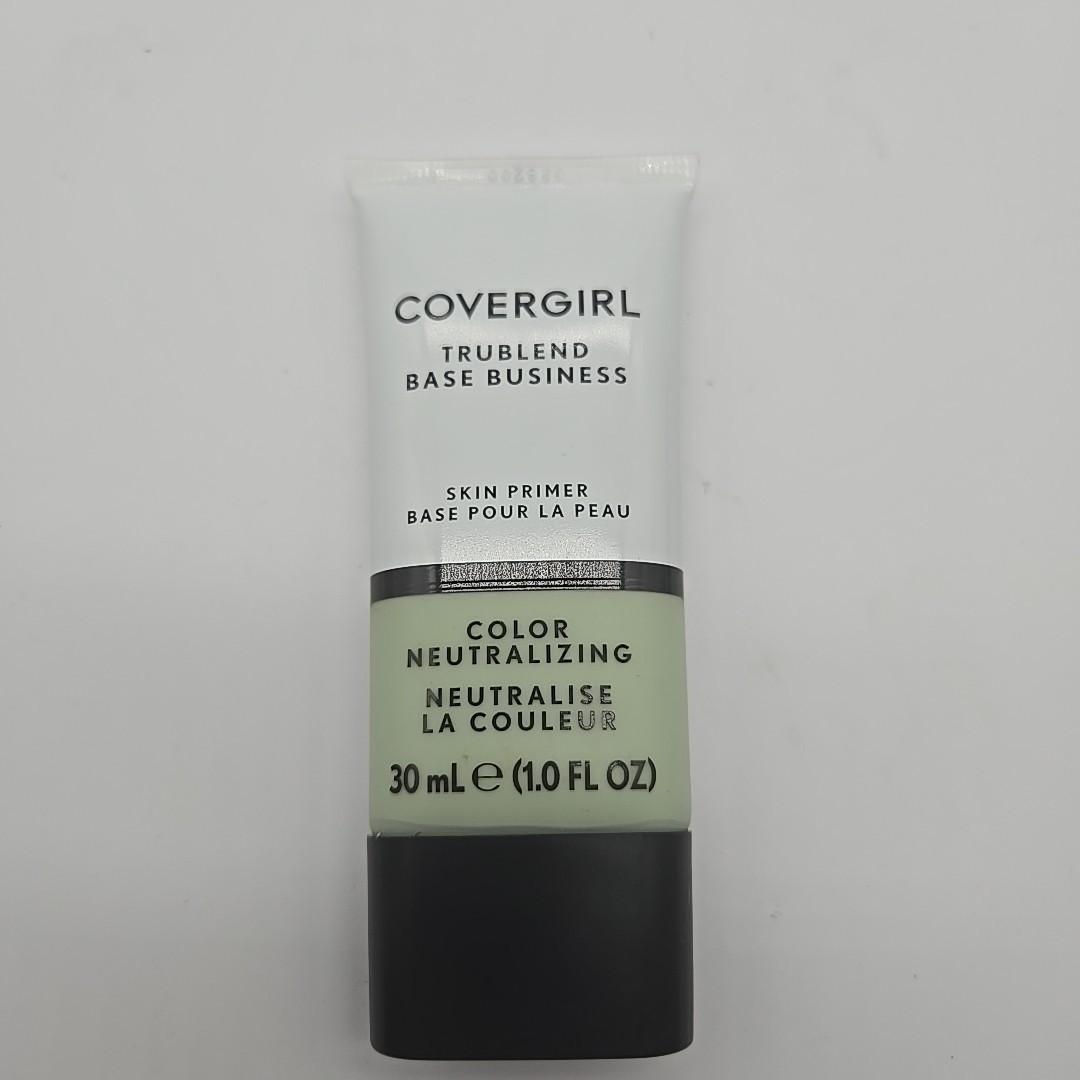 COVERGIRL
TRUBLEND
BASE BUSINESS
SKIN PRIMER
BASE POUR LA PEAU
COLOR
NEUTRALIZING
NEUTRALISE
LA COULEUR
30 mL ℮ (1.0 FL OZ)